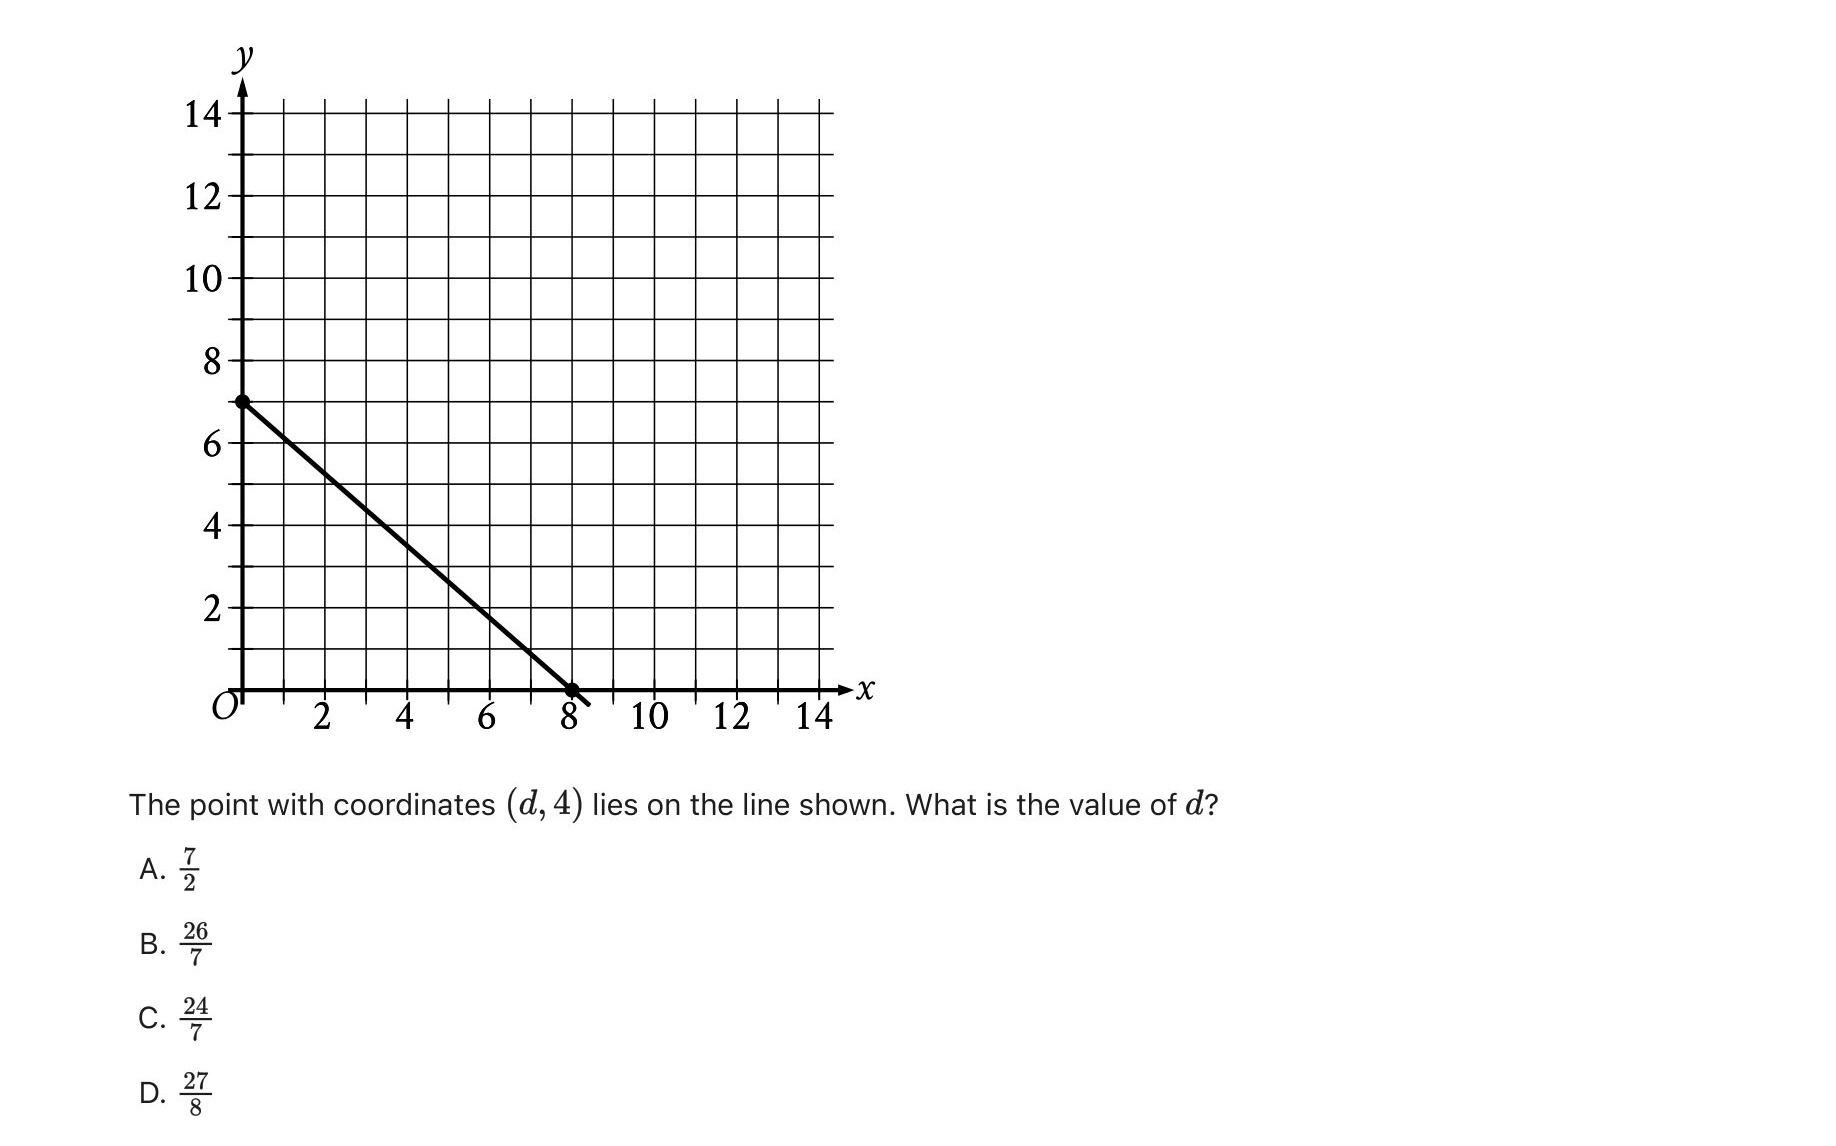 y
14
12
10
8
6
4
2
O 2 4 6 8 10 12 14 x
The point with coordinates (d, 4) lies on the line shown. What is the value of d?
A. 7/2
B. 26/7
C. 24/7
D. 27/8